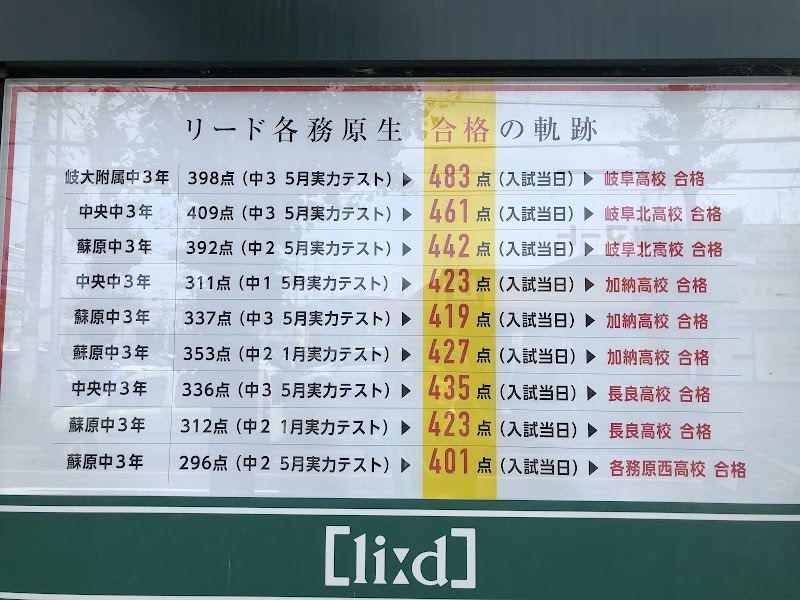 リード各務原生 合格の軌跡
岐大附属中3年 398点（中3 5月実力テスト）▶ 483点（入試当日）▶ 岐阜高校 合格
中央中3年 409点（中3 5月実力テスト）▶ 461点（入試当日）▶ 岐阜北高校 合格
蘇原中3年 392点（中2 5月実力テスト）▶ 442点（入試当日）▶ 岐阜北高校 合格
中央中3年 311点（中1 5月実力テスト）▶ 423点（入試当日）▶ 加納高校 合格
蘇原中3年 337点（中3 5月実力テスト）▶ 419点（入試当日）▶ 加納高校 合格
蘇原中3年 353点（中2 1月実力テスト）▶ 427点（入試当日）▶ 加納高校 合格
中央中3年 336点（中3 5月実力テスト）▶ 435点（入試当日）▶ 長良高校 合格
蘇原中3年 312点（中2 1月実力テスト）▶ 423点（入試当日）▶ 長良高校 合格
蘇原中3年 296点（中2 5月実力テスト）▶ 401点（入試当日）▶ 各務原西高校 合格
[li:d]